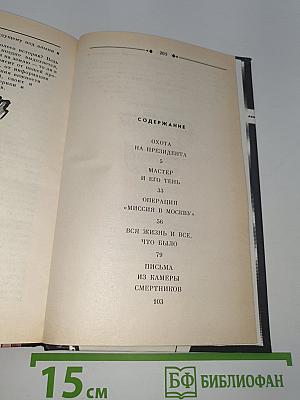 205
СОДЕРЖАНИЕ
ОХОТА
НА ПРЕЗИДЕНТА
5
МАСТЕР
И ЕГО ТЕНЬ
33
ОПЕРАЦИЯ
«МИССИЯ В МОСКВУ»
56
ВСЯ ЖИЗНЬ И ВСЕ,
ЧТО БЫЛО
79
ПИСЬМА
ИЗ КАМЕРЫ
СМЕРТНИКОВ
103
15 см
БФ БИБЛИОФАН